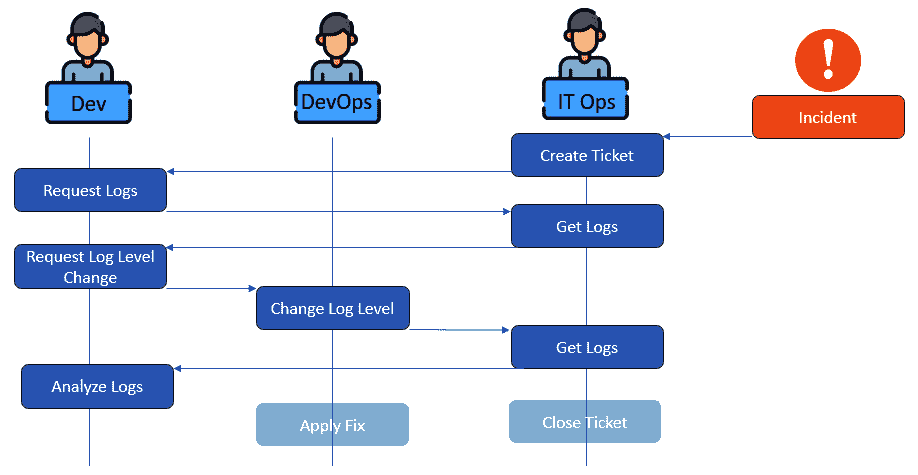 Dev
DevOps
IT Ops
Incident
Create Ticket
Request Logs
Get Logs
Request Log Level
Change
Change Log Level
Get Logs
Analyze Logs
Apply Fix
Close Ticket